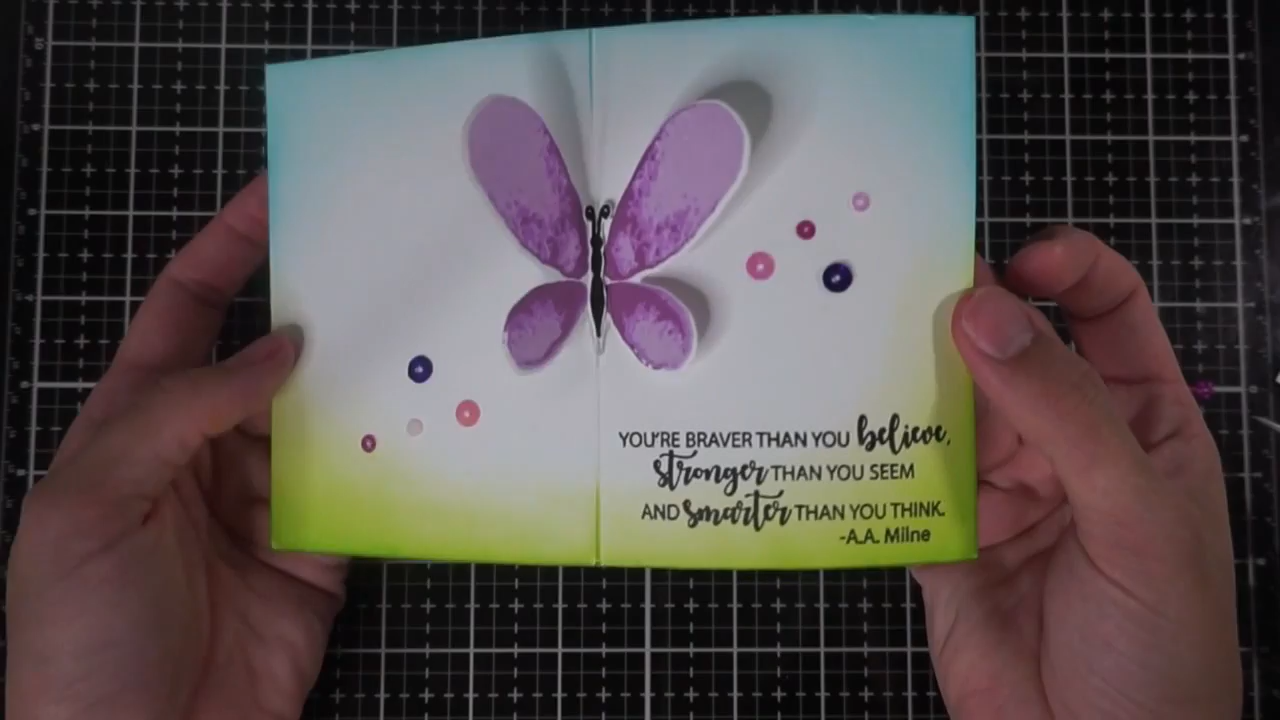 YOU'RE BRAVER THAN YOU believe,
stronger THAN YOU SEEM
AND smarter THAN YOU THINK.
-A.A. Milne